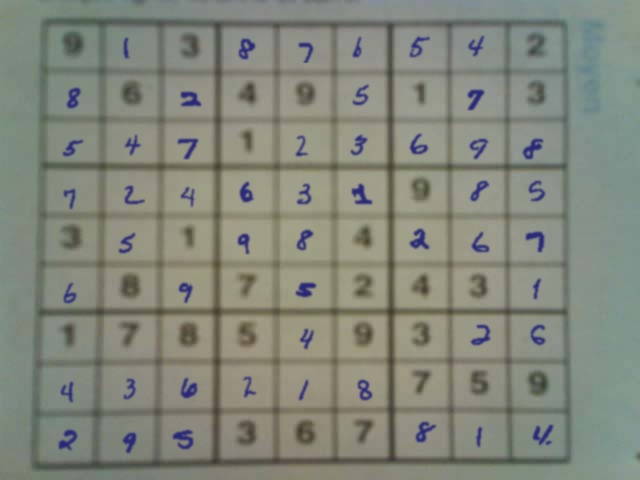 9 1 3 8 7 6 5 4 2
8 6 2 4 9 5 1 7 3
5 4 7 1 2 3 6 9 8
7 2 4 6 3 1 9 8 5
3 5 1 9 8 4 2 6 7
6 8 9 7 5 2 4 3 1
1 7 8 5 4 9 3 2 6
4 3 6 2 1 8 7 5 9
2 9 5 3 6 7 8 1 4
Moyen